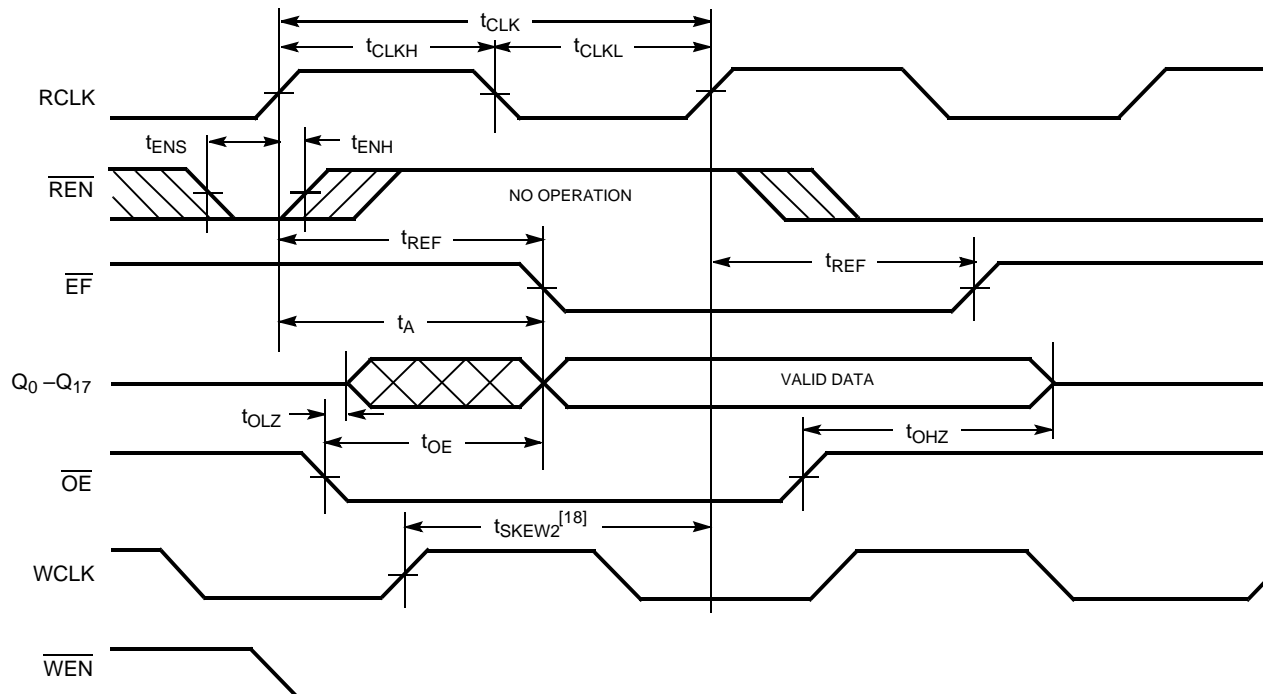 tCLK
tCLKH
tCLKL
RCLK
tENS
tENH
REN
NO OPERATION
tREF
tREF
EF
tA
Q0 –Q17
VALID DATA
tOLZ
tOE
tOHZ
OE
tSKEW2[18]
WCLK
WEN